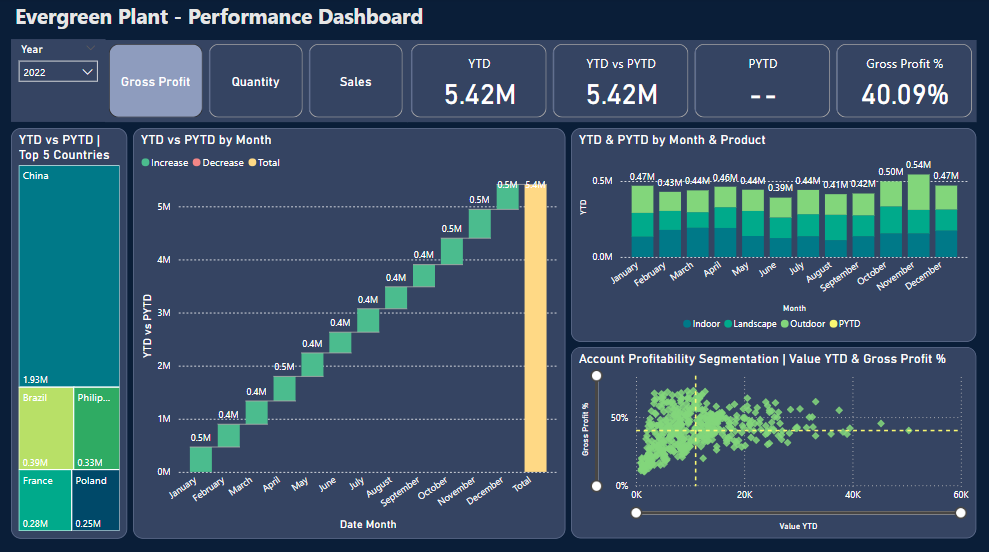 Evergreen Plant - Performance Dashboard
Year
2022
Gross Profit
Quantity
Sales
YTD
5.42M
YTD vs PYTD
5.42M
PYTD
--
Gross Profit %
40.09%
YTD vs PYTD |
Top 5 Countries
China
1.93M
Brazil
0.39M
Philip...
0.33M
France
0.28M
Poland
0.25M
YTD vs PYTD by Month
Increase Decrease Total
YTD vs PYTD
5M
4M
3M
2M
1M
0M
0.5M
0.4M
0.4M
0.5M
0.4M
0.4M
0.4M
0.4M
0.4M
0.5M
0.5M
0.5M
5.4M
January
February
March
April
May
June
July
August
September
October
November
December
Total
Date Month
YTD & PYTD by Month & Product
YTD
0.5M
0.0M
0.47M
0.43M
0.44M
0.46M
0.44M
0.39M
0.44M
0.41M
0.42M
0.50M
0.54M
0.47M
January
February
March
April
May
June
July
August
September
October
November
December
Month
Indoor Landscape Outdoor PYTD
Account Profitability Segmentation | Value YTD & Gross Profit %
Gross Profit %
50%
0%
0K
20K
40K
60K
Value YTD